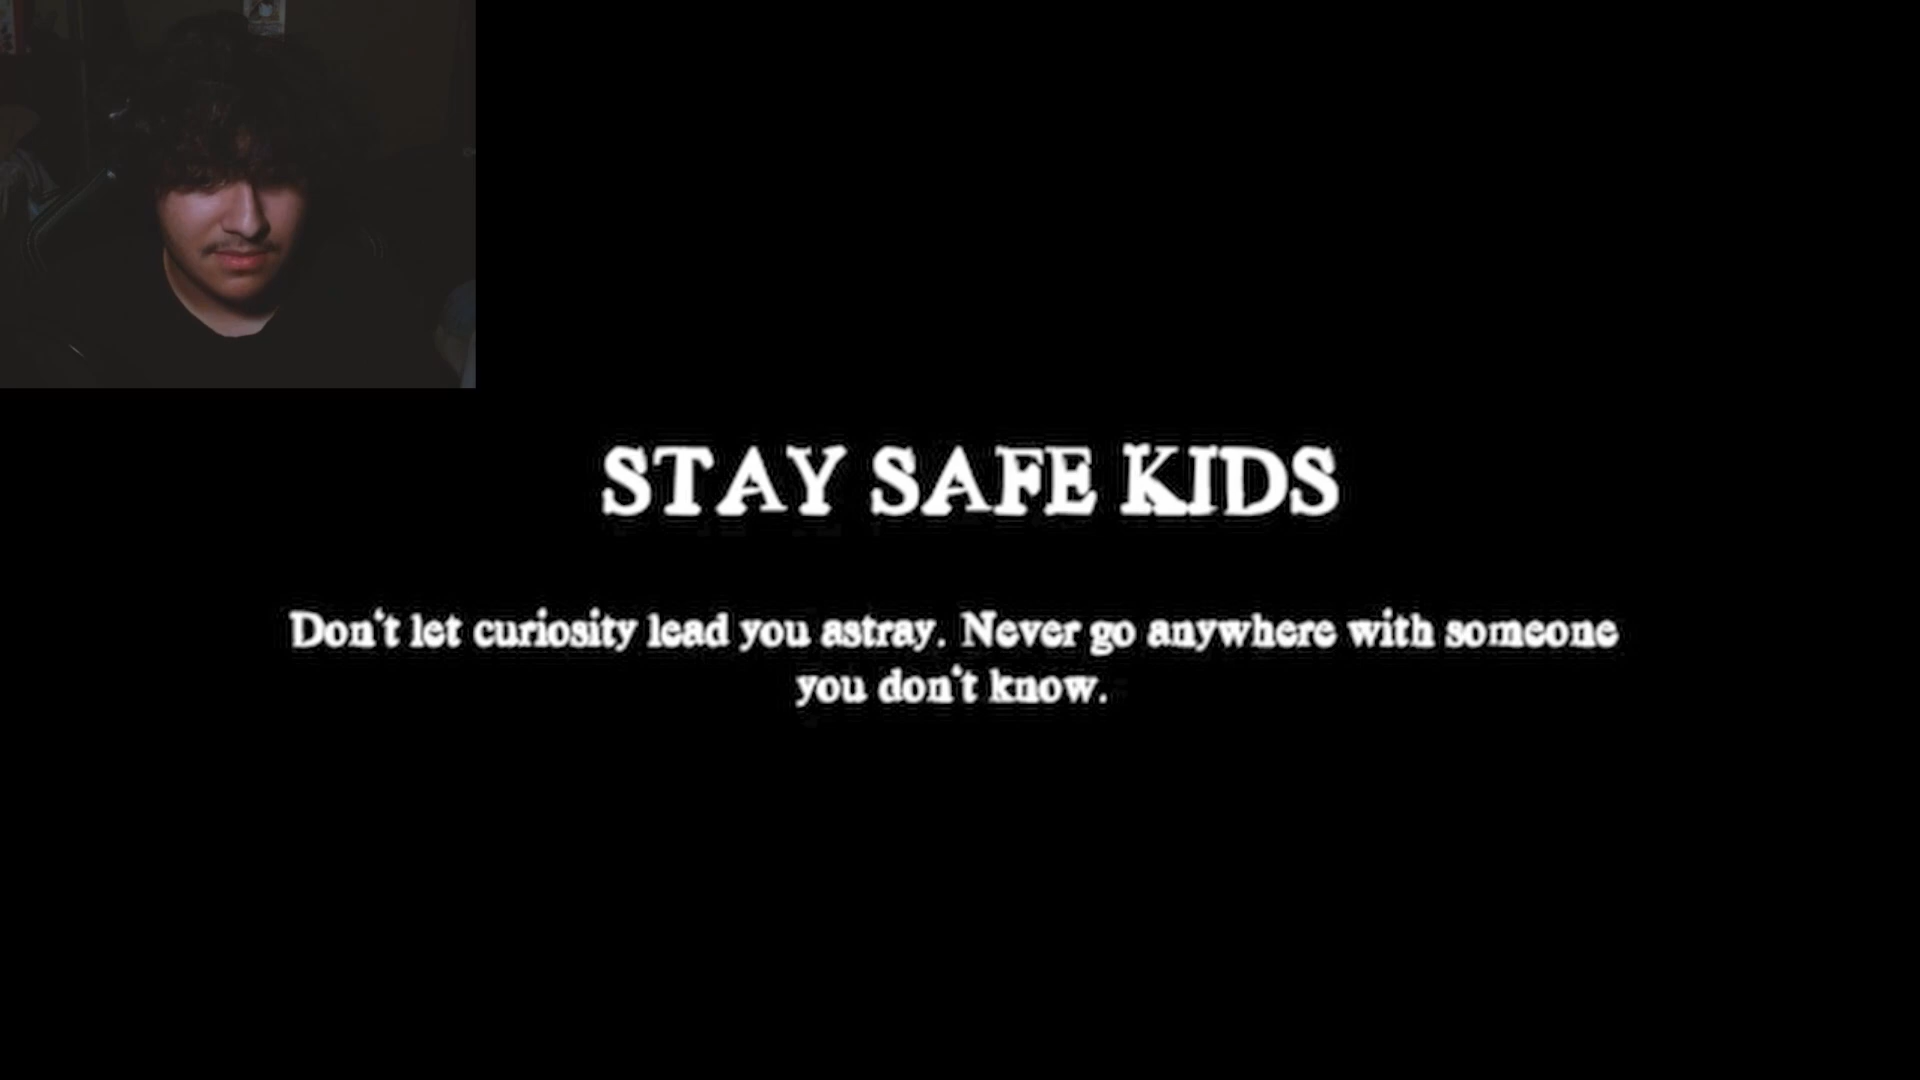 STAY SAFE KIDS
Don't let curiosity lead you astray. Never go anywhere with someone
you don't know.